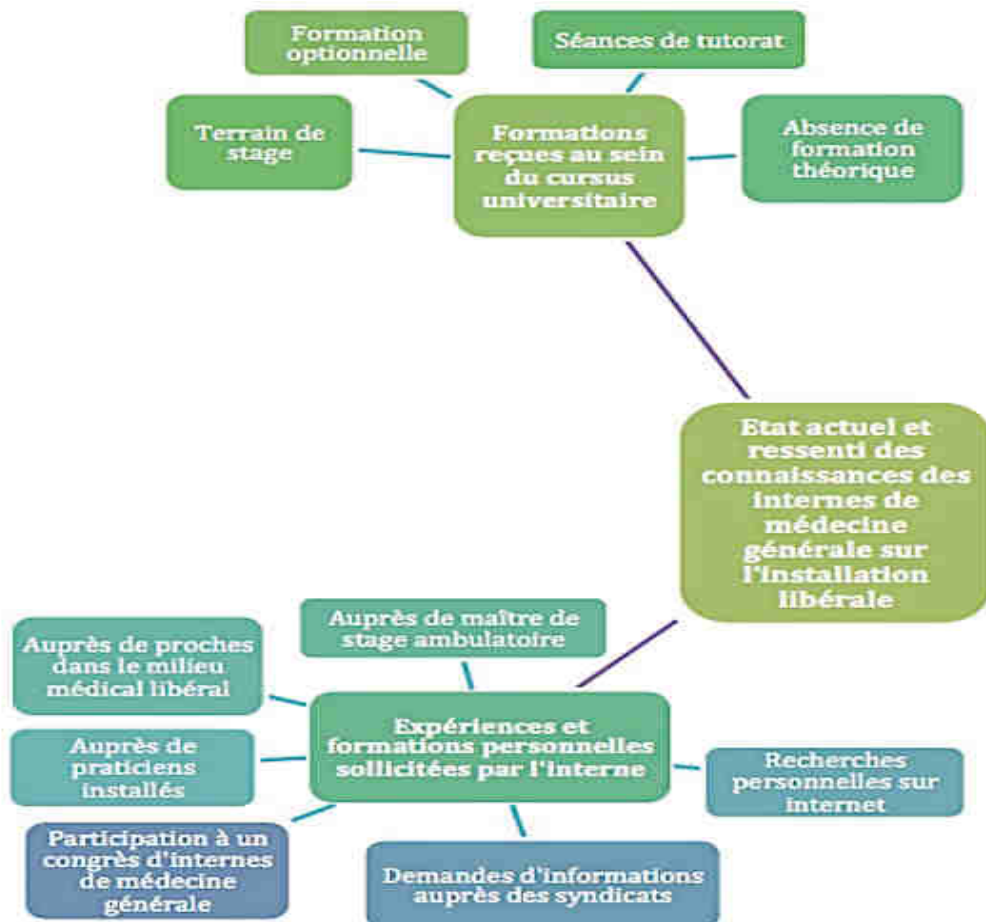 Formation
optionnelle
Séances de tutorat
Terrain de
stage
Formations
reçues au sein
du cursus
universitaire
Absence de
formation
théorique
Etat actuel et
ressenti des
connaissances des
internes de
médecine
générale sur
l'installation
libérale
Auprès de maître de
stage ambulatoire
Auprès de proches
dans le milieu
médical libéral
Expériences et
formations personnelles
sollicitées par l'interne
Auprès de
praticiens
installés
Recherches
personnelles sur
internet
Participation à un
congrès d'internes
de médecine
générale
Demandes d'informations
auprès des syndicats